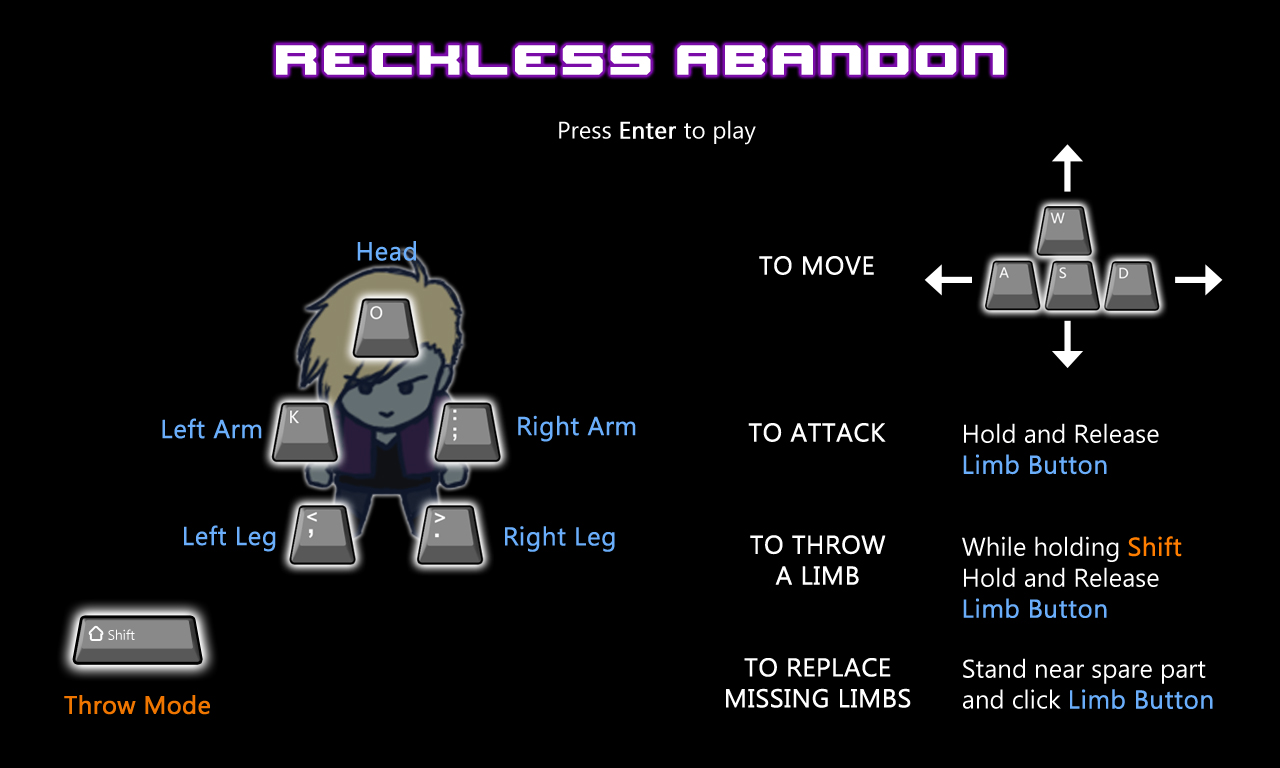 RECKLESS ABANDON
Press Enter to play
Head
O
K
:
;
Left Arm
Right Arm
<
,
>
.
Left Leg
Right Leg
Shift
Throw Mode
TO MOVE
W
A
S
D
TO ATTACK
Hold and Release
Limb Button
TO THROW
A LIMB
While holding Shift
Hold and Release
Limb Button
TO REPLACE
MISSING LIMBS
Stand near spare part
and click Limb Button